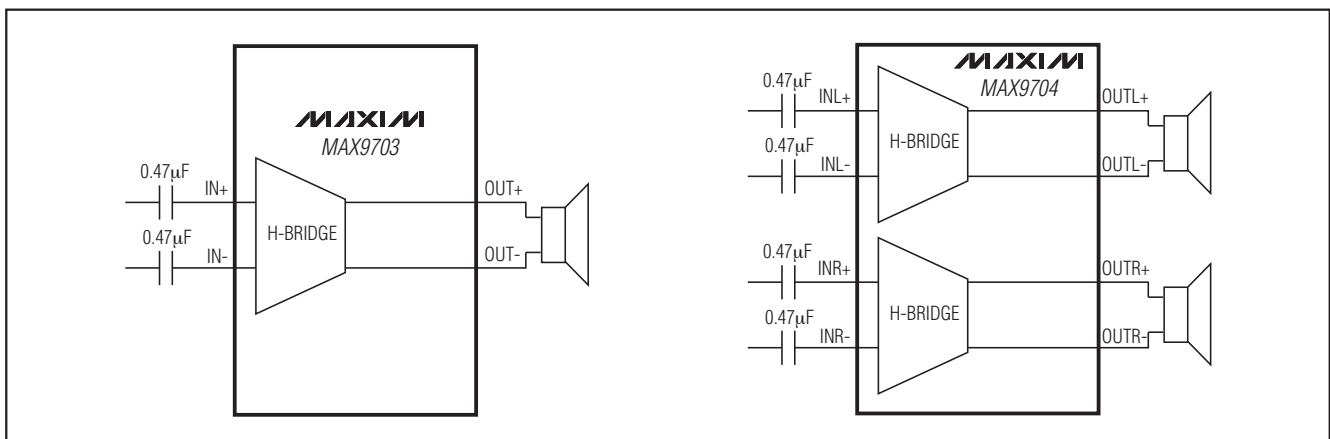 MAXIM
MAX9703
0.47μF
IN+
0.47μF
IN-
H-BRIDGE
OUT+
OUT-
MAXIM
MAX9704
0.47μF
INL+
0.47μF
INL-
H-BRIDGE
OUTL+
OUTL-
0.47μF
INR+
0.47μF
INR-
H-BRIDGE
OUTR+
OUTR-